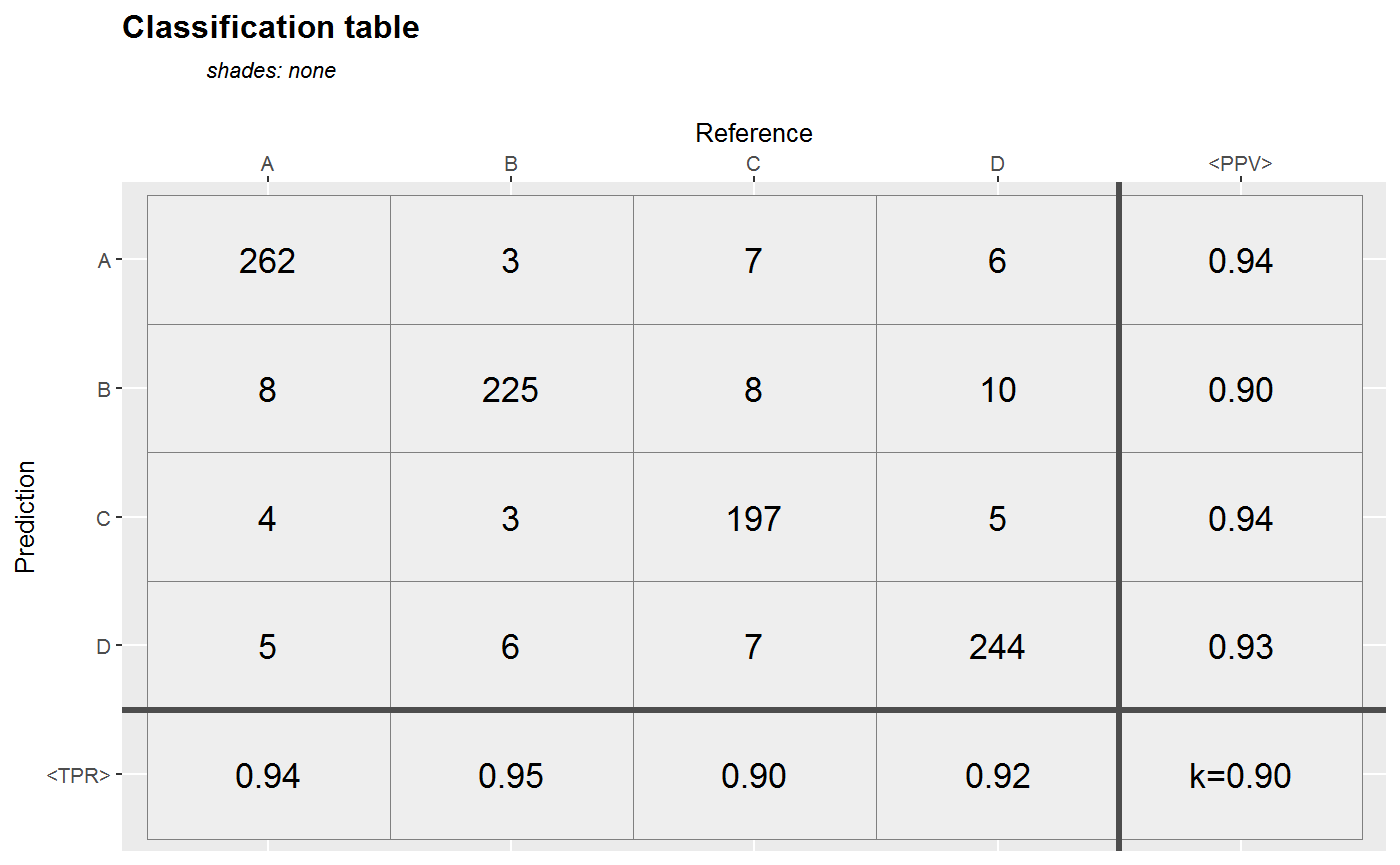 Classification table
shades: none
Reference
A B C D <PPV>
A 262 3 7 6 0.94
B 8 225 8 10 0.90
C 4 3 197 5 0.94
D 5 6 7 244 0.93
<TPR> 0.94 0.95 0.90 0.92 k=0.90
Prediction